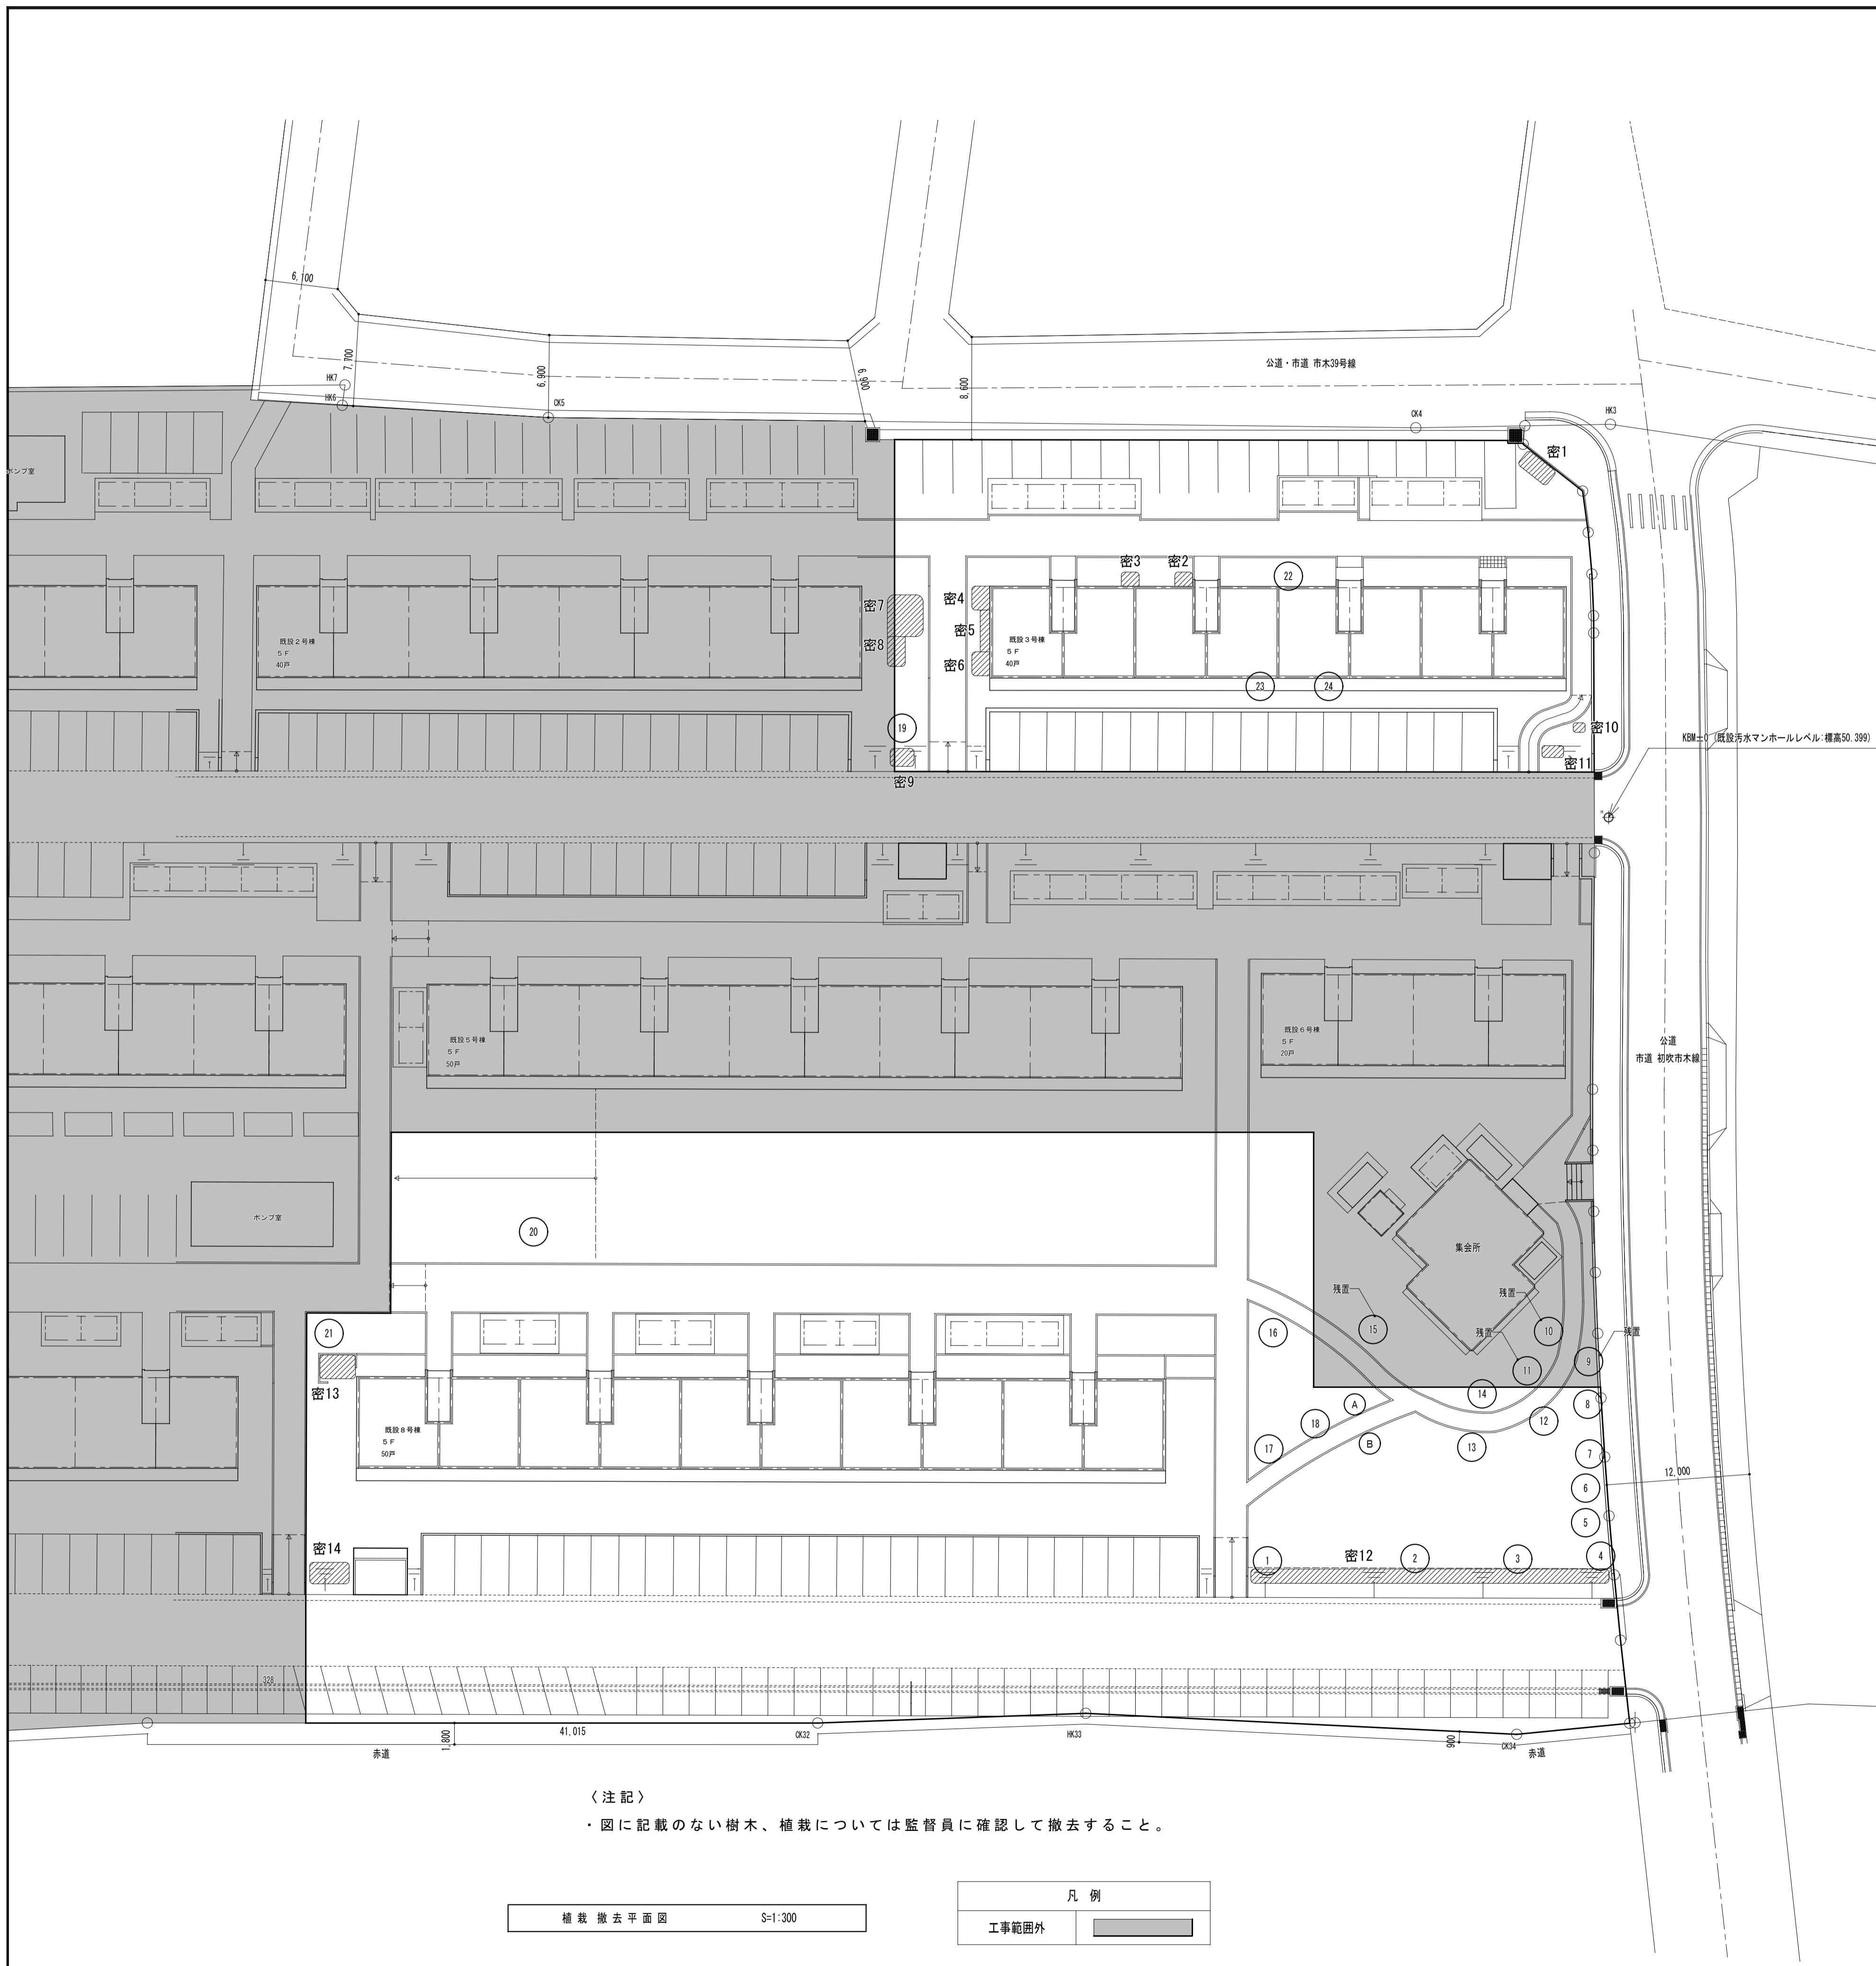 6,100
7,700
6,900
6,900
8,600
公道・市道 市木39号線
HK7
HK6
CK5
CK4
HK3
密1
ポンプ室
密3
密2
22
密7
密4
密5
密8
密6
既設2号棟
5F
40戸
既設3号棟
5F
40戸
23
24
19
密10
密9
密11
KBM±0 (既設汚水マンホールレベル:標高50.399)
既設5号棟
5F
50戸
既設6号棟
5F
20戸
公道
市道 初吹市木線
20
ポンプ室
集会所
残置
残置
残置
残置
21
16
15
10
11
9
密13
14
A
8
18
12
17
B
13
7
既設8号棟
5F
50戸
12,000
6
5
密14
1
密12
2
3
4
328
41,015
1,800
赤道
CK32
HK33
900
CK34
赤道
〈注記〉
・図に記載のない樹木、植栽については監督員に確認して撤去すること。
植栽 撤去平面図 S=1:300
凡 例
工事範囲外